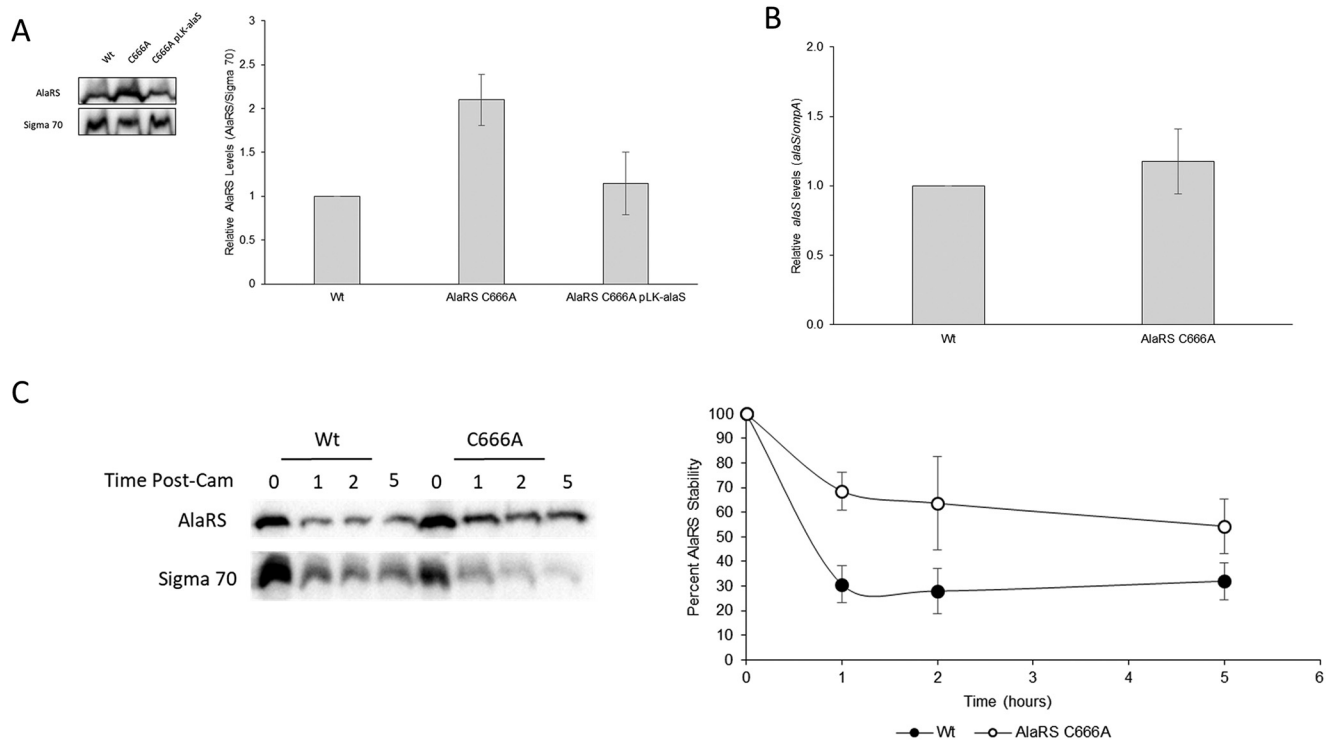 A
Wt
C666A
C666A pLK-alaS
AlaRS
Sigma 70
Relative AlaRS Levels (AlaRS/Sigma 70)
3
2.5
2
1.5
1
0.5
0
Wt
AlaRS C666A
AlaRS C666A pLK-alaS
B
Relative alaS levels (alaS/ompA)
2.0
1.5
1.0
0.5
0.0
Wt
AlaRS C666A
C
Wt
C666A
Time Post-Cam 0 1 2 5 0 1 2 5
AlaRS
Sigma 70
Percent AlaRS Stability
100
90
80
70
60
50
40
30
20
10
0
0 1 2 3 4 5 6
Time (hours)
Wt
AlaRS C666A